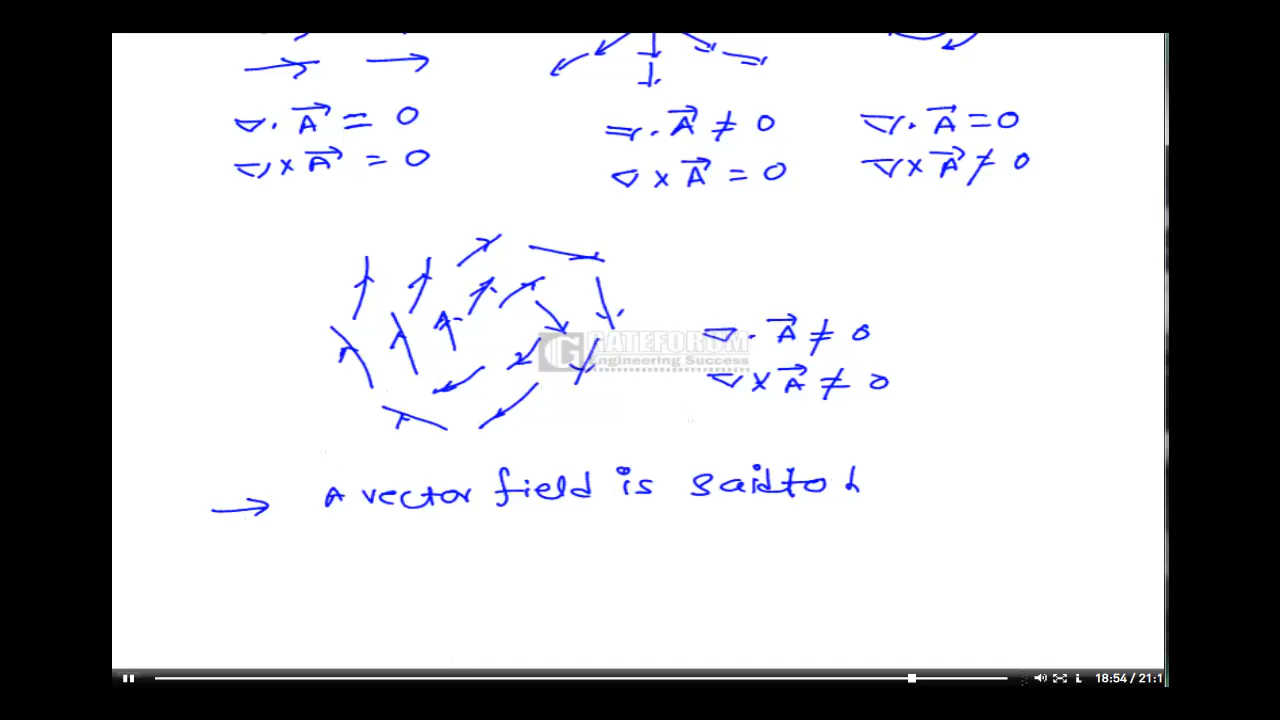 ∇. A⃗ = 0
∇ × A⃗ = 0
∇. A⃗ ≠ 0
∇ × A⃗ = 0
∇. A⃗ = 0
∇ × A⃗ ≠ 0
GATEFORUM
Engineering Success
∇. A⃗ ≠ 0
∇ × A⃗ ≠ 0
→ A vector field is said to
18:54 / 21:1